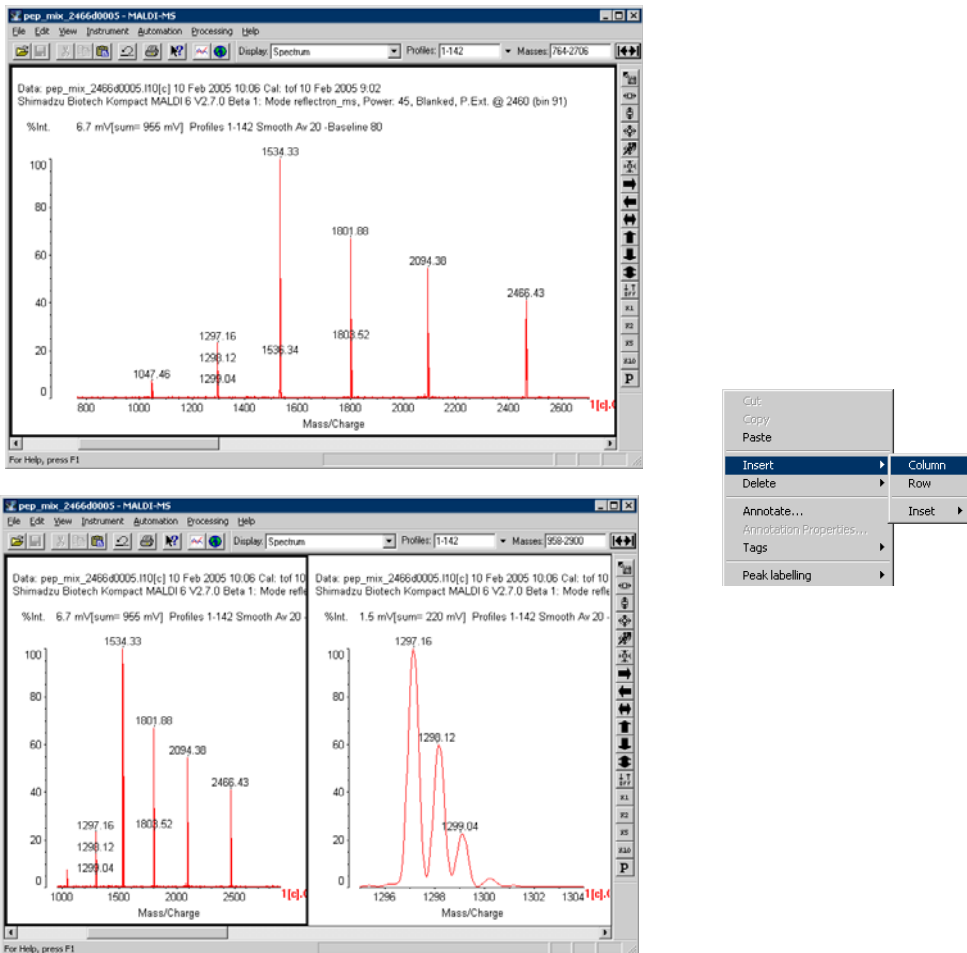 pep_mix_2466d0005 - MALDI-MS
File Edit View Instrument Automation Processing Help
Display: Spectrum Profiles: 1-142 Masses: 764-2706
Data: pep_mix_2466d0005.I10[c] 10 Feb 2005 10:06 Cal: tof 10 Feb 2005 9:02
Shimadzu Biotech Kompact MALDI 6 V2.7.0 Beta 1: Mode reflectron_ms, Power: 45, Blanked, P.Ext. @ 2460 (bin 91)
%Int. 6.7 mV[sum= 955 mV] Profiles 1-142 Smooth Av 20 -Baseline 80
1534.33
100
80
1801.88
60
2094.38
40
2466.43
1297.16
1803.52
20
1298.12
1536.34
1047.46
1299.04
0
800 1000 1200 1400 1600 1800 2000 2200 2400 2600
1[c].
Mass/Charge
X1
X2
X5
X10
P
For Help, press F1
Cut
Copy
Paste
Insert
Delete
Annotate...
Annotation Properties...
Tags
Peak labelling
Column
Row
Inset
pep_mix_2466d0005 - MALDI-MS
File Edit View Instrument Automation Processing Help
Display: Spectrum Profiles: 1-142 Masses: 958-2900
Data: pep_mix_2466d0005.I10[c] 10 Feb 2005 10:06 Cal: tof 10
Shimadzu Biotech Kompact MALDI 6 V2.7.0 Beta 1: Mode refle
%Int. 6.7 mV[sum= 955 mV] Profiles 1-142 Smooth Av 20 -
1534.33
100
80
1801.88
60
2094.38
40
2466.43
1297.16
1803.52
20
1298.12
1299.04
0
1000 1500 2000 2500
1[c].
Mass/Charge
Data: pep_mix_2466d0005.I10[c] 10 Feb 2005 10:06 Cal: tof 10
Shimadzu Biotech Kompact MALDI 6 V2.7.0 Beta 1: Mode refle
%Int. 1.5 mV[sum= 220 mV] Profiles 1-142 Smooth Av 20 -
1297.16
100
80
60
1298.12
40
1299.04
20
0
1296 1298 1300 1302 1304
1[c].
Mass/Charge
X1
X2
X5
X10
P
For Help, press F1